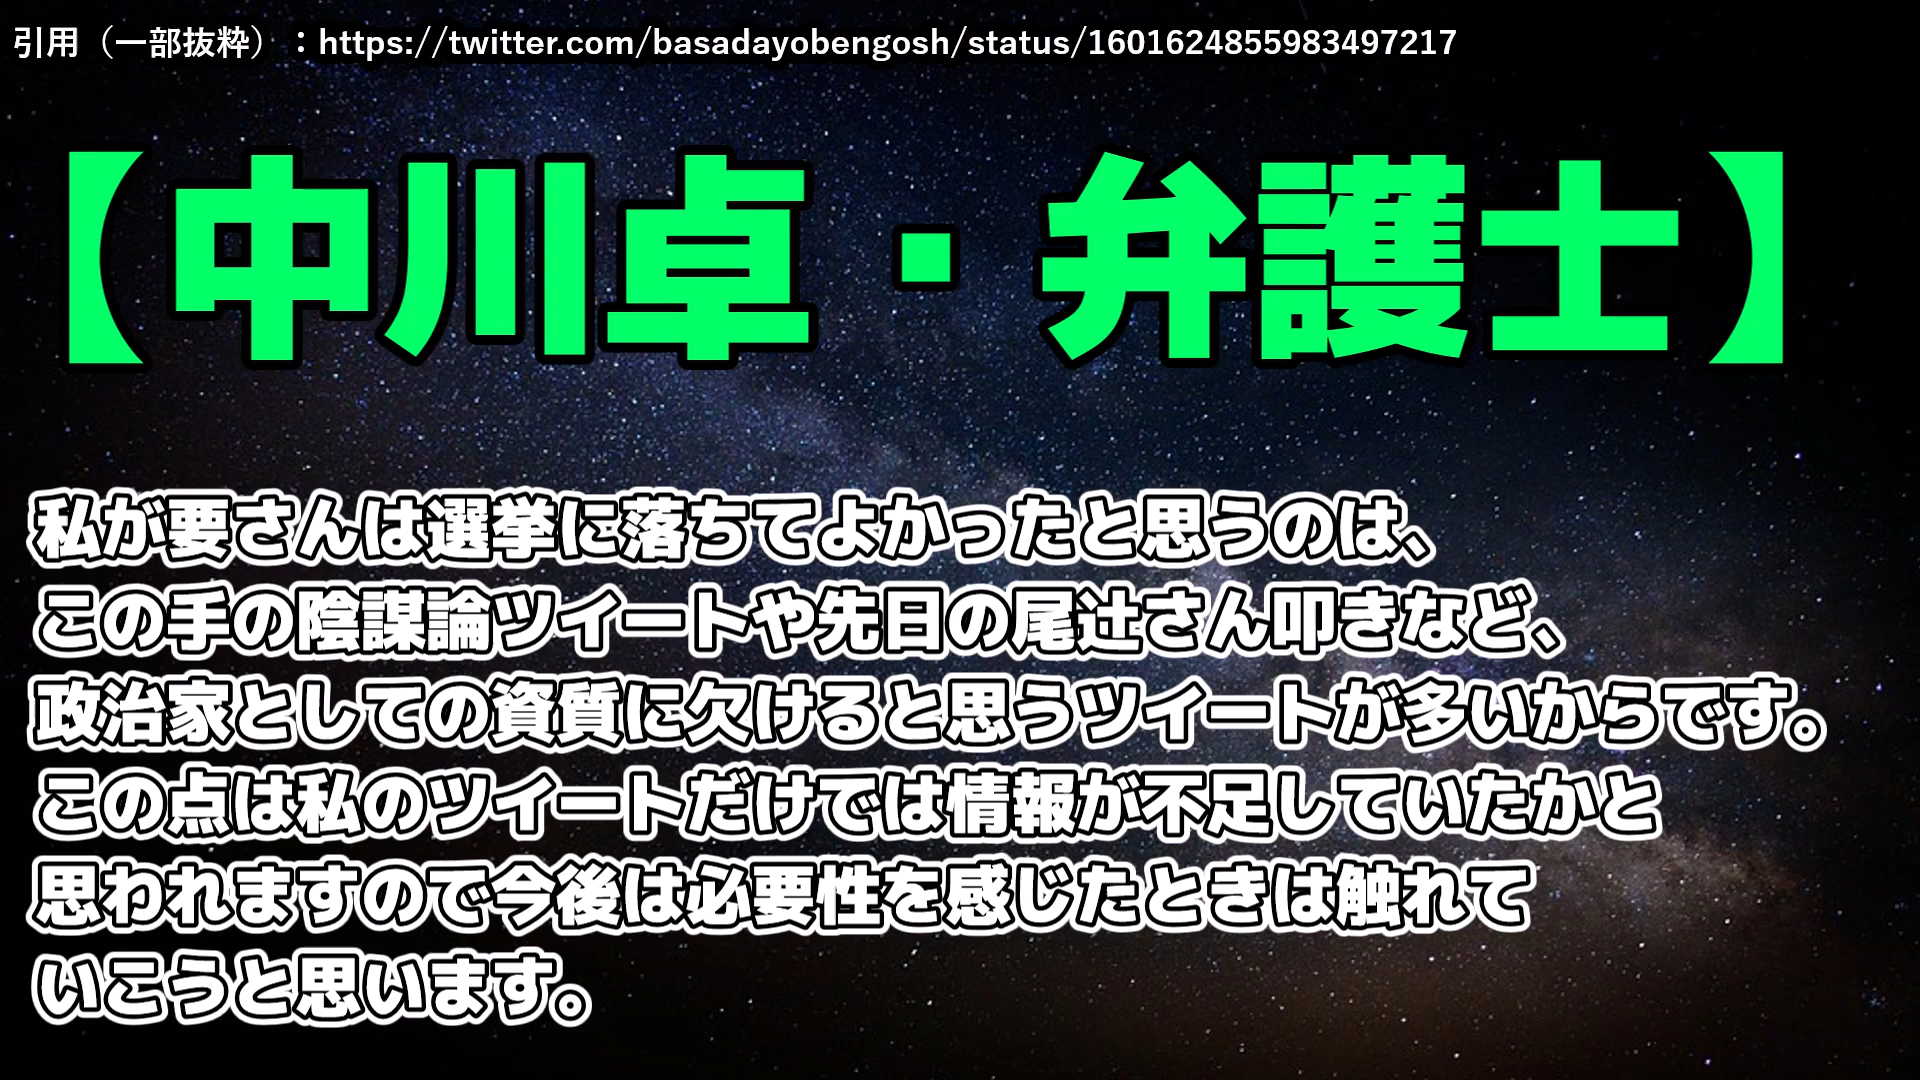 引用（一部抜粋）：https://twitter.com/basadayobengosh/status/1601624855983497217
【中川卓・弁護士】
私が要さんは選挙に落ちてよかったと思うのは、
この手の陰謀論ツイートや先日の尾辻さん叩きなど、
政治家としての資質に欠けると思うツイートが多いからです。
この点は私のツイートだけでは情報が不足していたかと
思われますので今後は必要性を感じたときは触れて
いこうと思います。